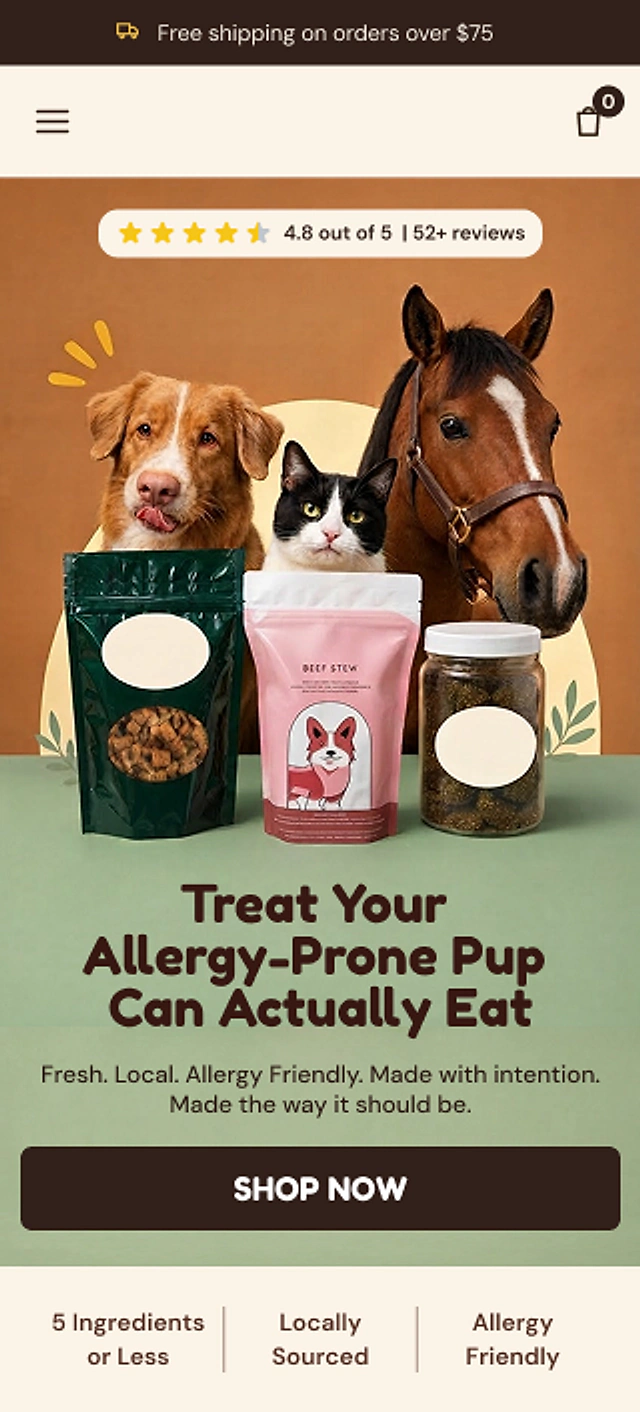 Free shipping on orders over $75
0
4.8 out of 5 | 52+ reviews
BEEF STEW
Treat Your
Allergy-Prone Pup
Can Actually Eat
Fresh. Local. Allergy Friendly. Made with intention.
Made the way it should be.
SHOP NOW
5 Ingredients
or Less
Locally
Sourced
Allergy
Friendly